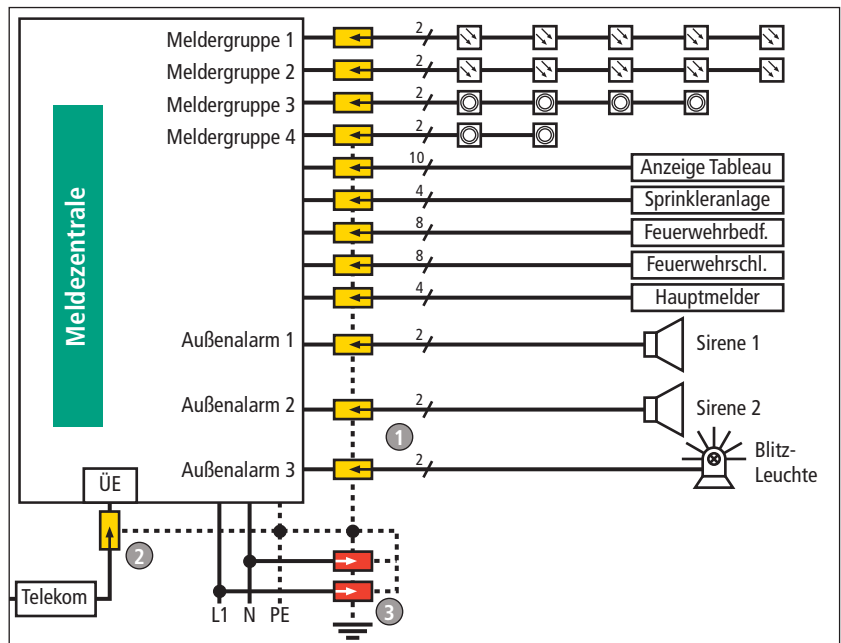 Meldezentrale
Meldergruppe 1
2
Meldergruppe 2
2
Meldergruppe 3
2
Meldergruppe 4
2
10
Anzeige Tableau
4
Sprinkleranlage
8
Feuerwehrbedf.
8
Feuerwehrschl.
4
Hauptmelder
Außenalarm 1
2
Sirene 1
Außenalarm 2
2
Sirene 2
1
Außenalarm 3
2
Blitz-
Leuchte
ÜE
2
Telekom
L1 N PE
3